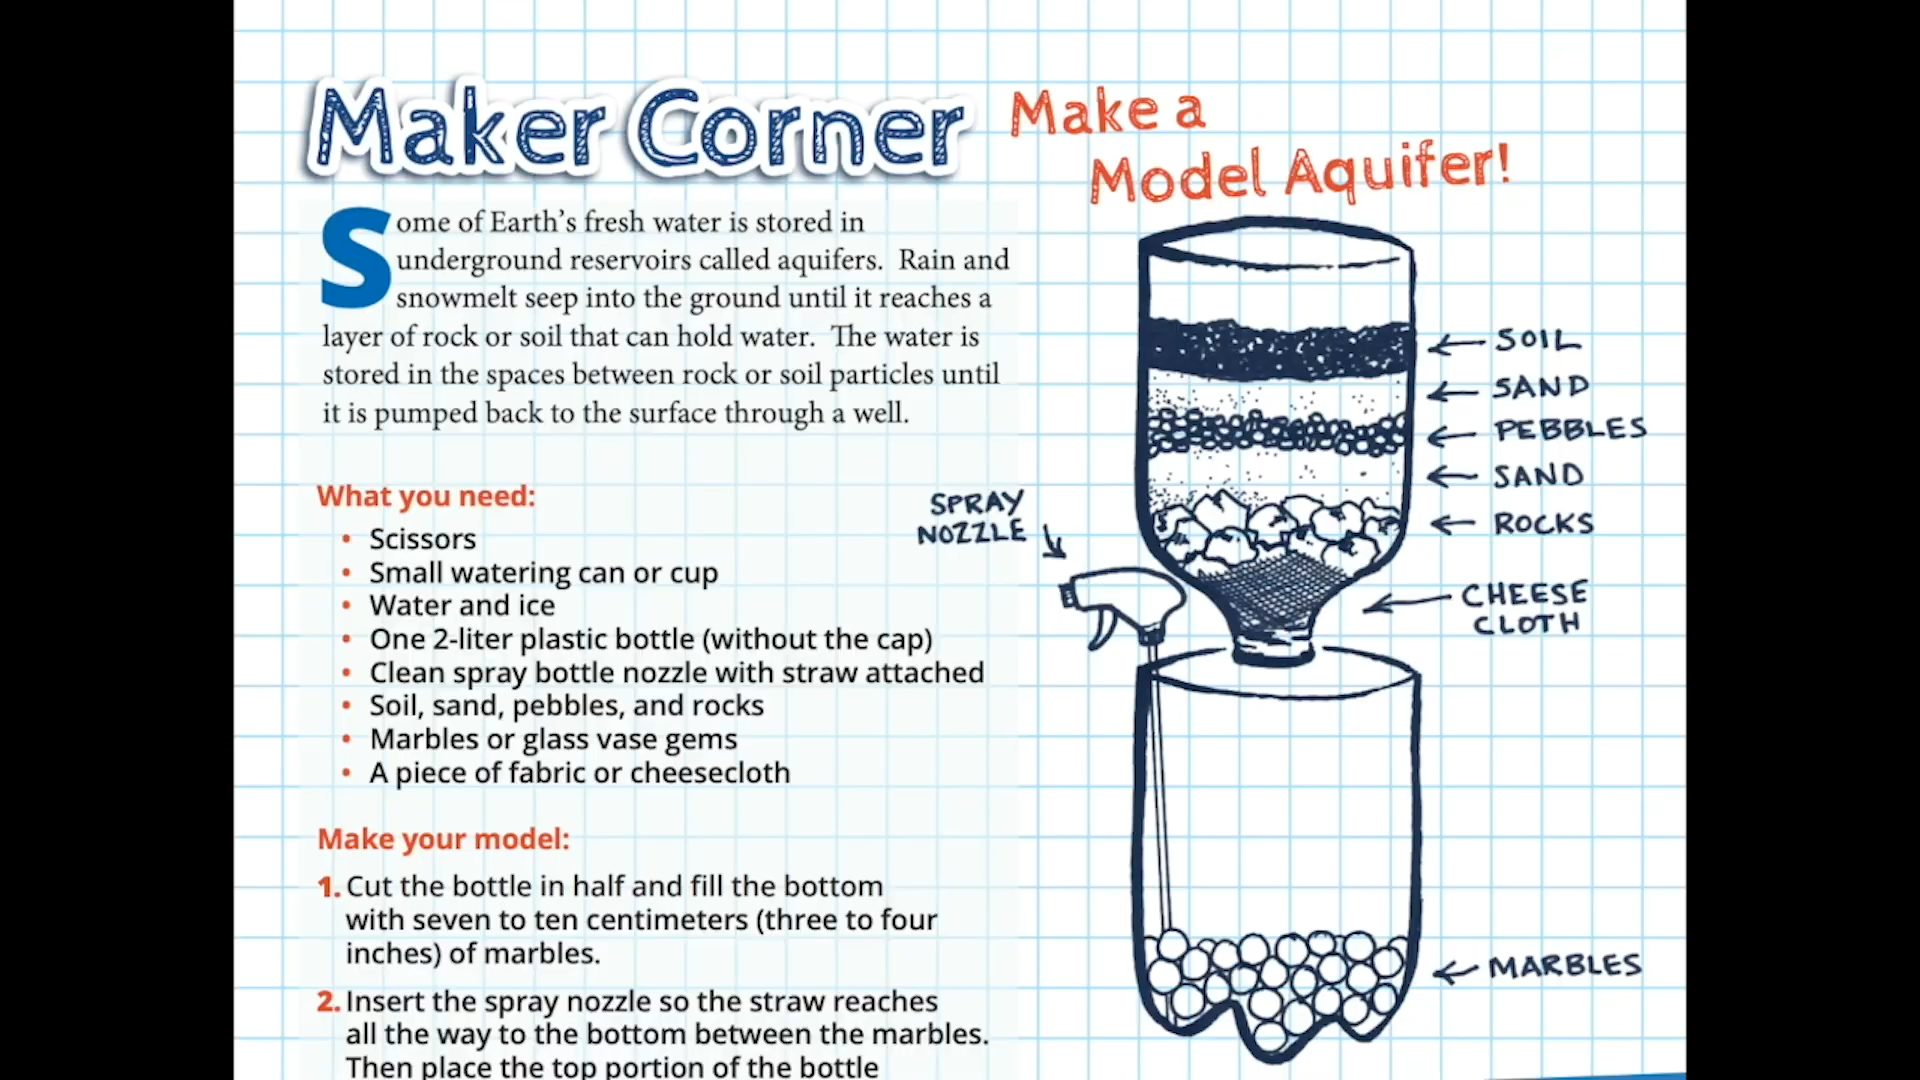 Maker Corner
Make a
Model Aquifer!
Some of Earth's fresh water is stored in
underground reservoirs called aquifers. Rain and
snowmelt seep into the ground until it reaches a
layer of rock or soil that can hold water. The water is
stored in the spaces between rock or soil particles until
it is pumped back to the surface through a well.
What you need:
• Scissors
• Small watering can or cup
• Water and ice
• One 2-liter plastic bottle (without the cap)
• Clean spray bottle nozzle with straw attached
• Soil, sand, pebbles, and rocks
• Marbles or glass vase gems
• A piece of fabric or cheesecloth
Make your model:
1. Cut the bottle in half and fill the bottom
with seven to ten centimeters (three to four
inches) of marbles.
2. Insert the spray nozzle so the straw reaches
all the way to the bottom between the marbles.
Then place the top portion of the bottle
SOIL
SAND
PEBBLES
SAND
ROCKS
SPRAY
NOZZLE
CHEESE
CLOTH
MARBLES